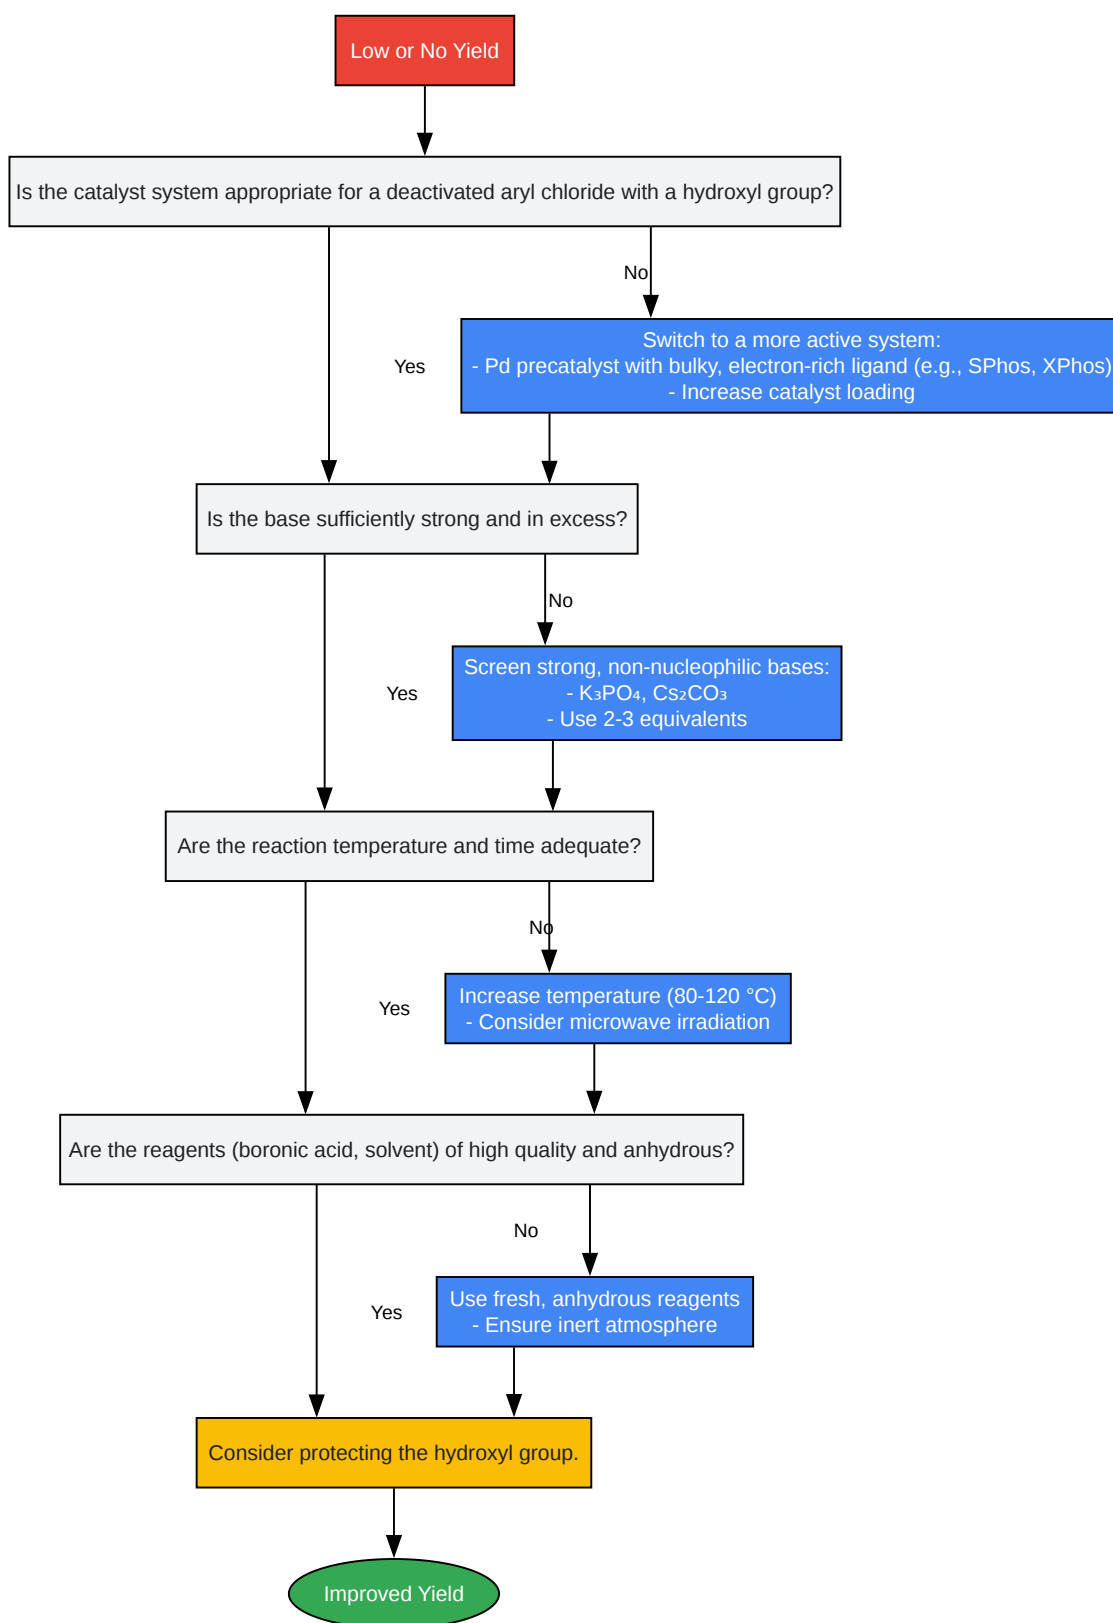 Low or No Yield
Is the catalyst system appropriate for a deactivated aryl chloride with a hydroxyl group?
No
Switch to a more active system:
- Pd precatalyst with bulky, electron-rich ligand (e.g., SPhos, XPhos)
- Increase catalyst loading
Yes
Is the base sufficiently strong and in excess?
No
Screen strong, non-nucleophilic bases:
- K₃PO₄, Cs₂CO₃
- Use 2-3 equivalents
Yes
Are the reaction temperature and time adequate?
No
Increase temperature (80-120 °C)
- Consider microwave irradiation
Yes
Are the reagents (boronic acid, solvent) of high quality and anhydrous?
No
Use fresh, anhydrous reagents
- Ensure inert atmosphere
Yes
Consider protecting the hydroxyl group.
Improved Yield